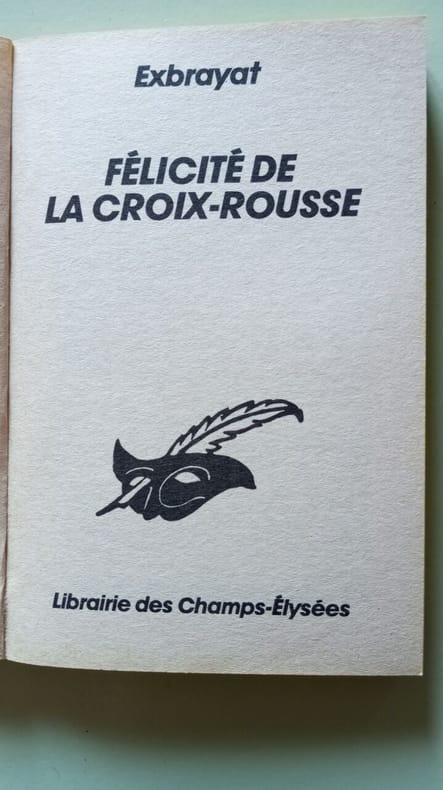 Exbrayat
FÉLICITÉ DE
LA CROIX-ROUSSE
Librairie des Champs-Élysées